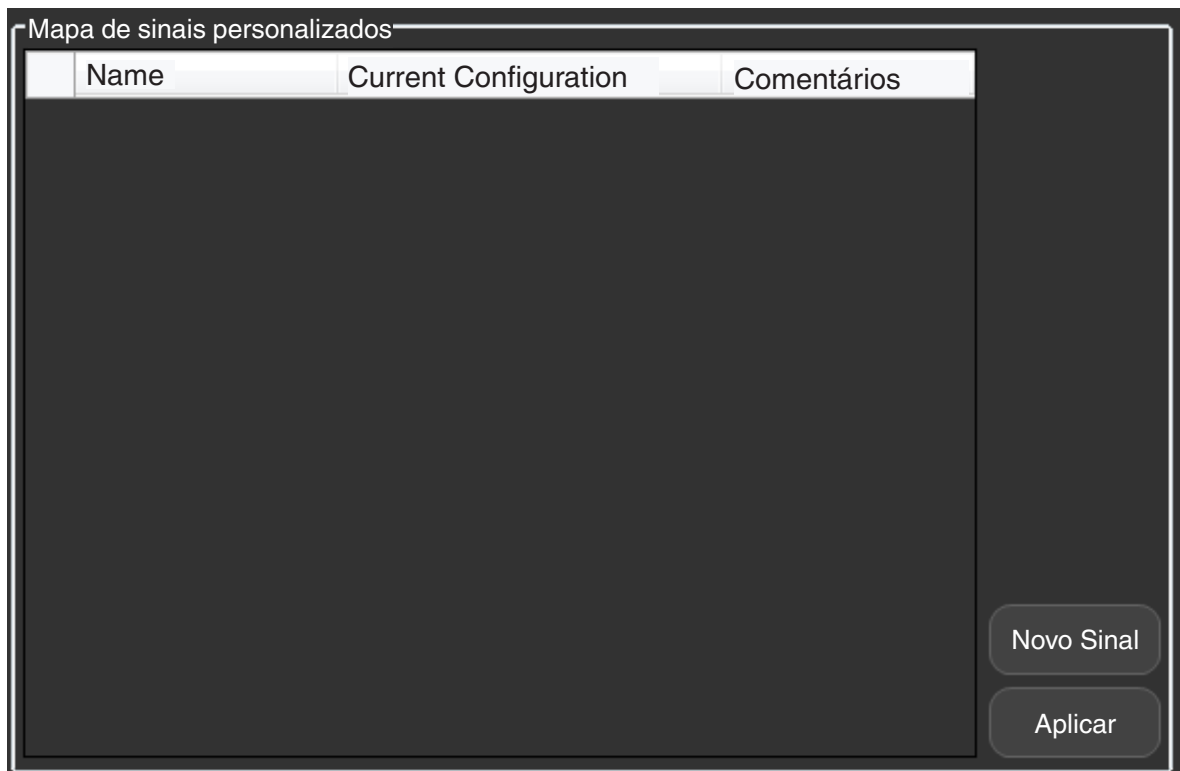 Mapa de sinais personalizados
Name Current Configuration Comentários
Novo Sinal
Aplicar